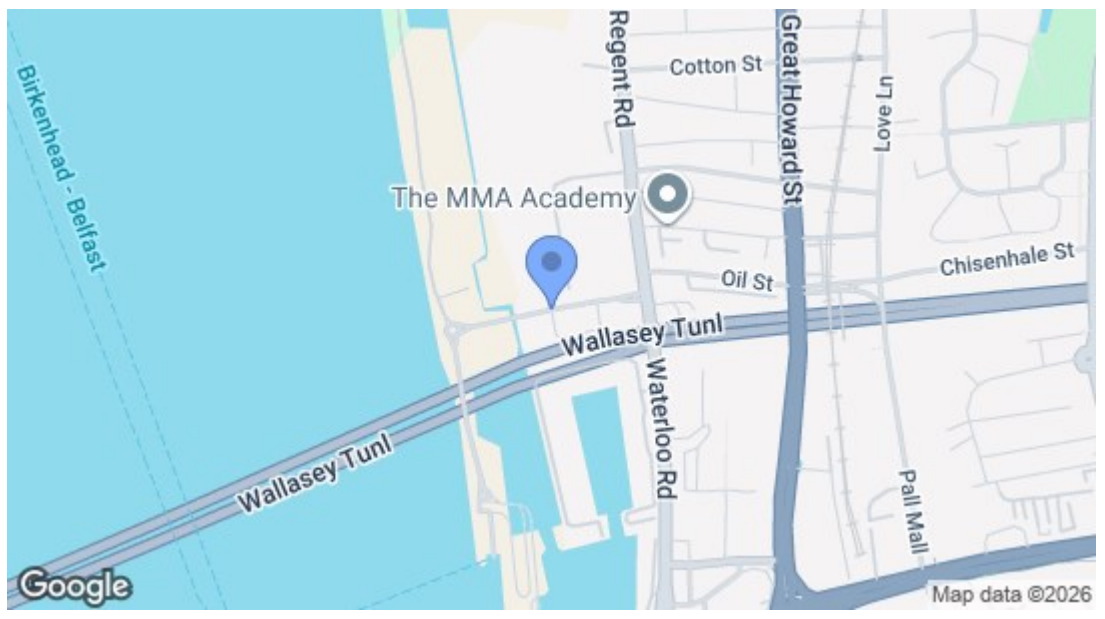 Birkenhead - Belfast
Regent Rd
Cotton St
Great Howard St
Love Ln
The MMA Academy
Oil St
Chisenhale St
Wallasey Tunl
Waterloo Rd
Wallasey Tunl
Pall Mall
Google
Map data ©2026